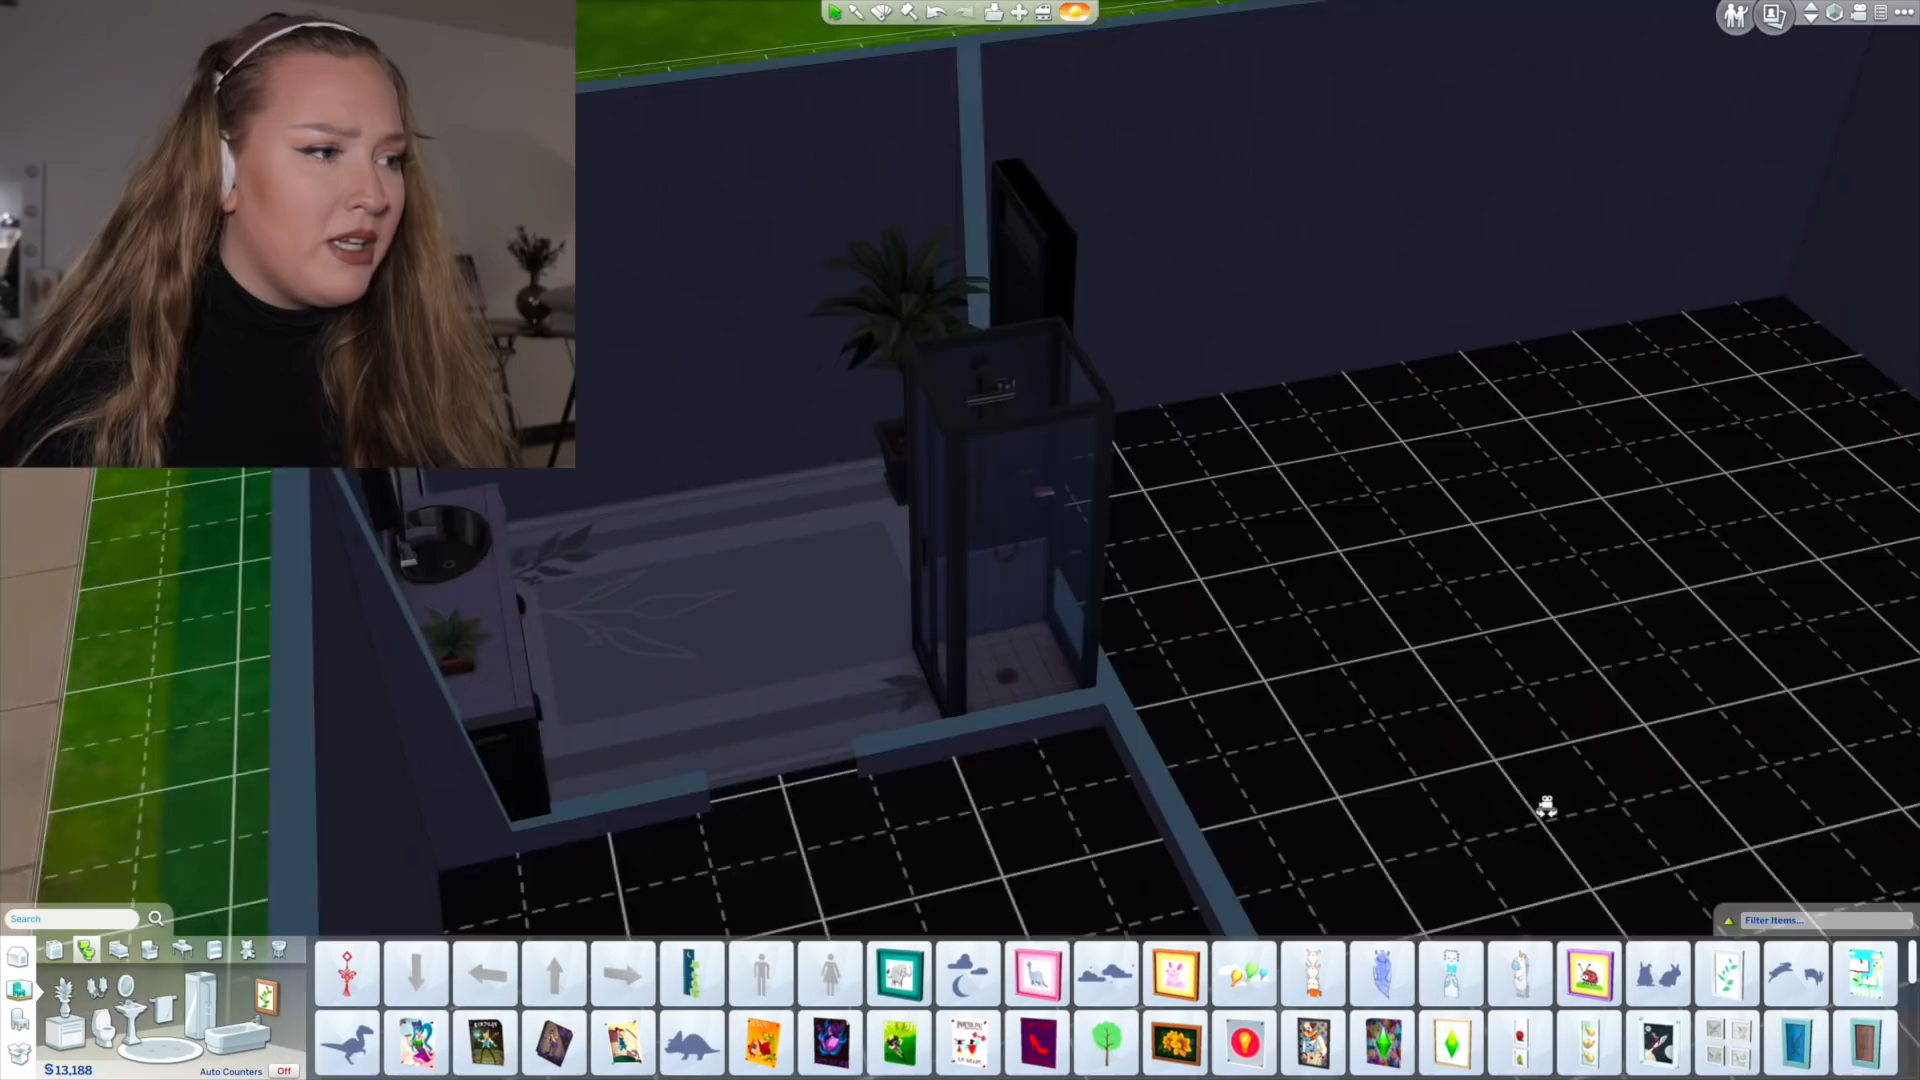 Search
Filter Items...
§13,188
Auto Counters
Off